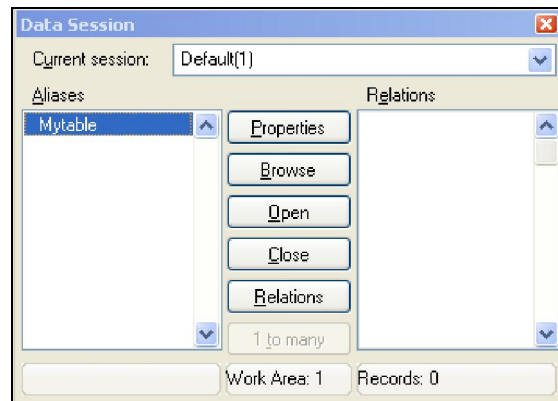 Data Session
Current session: Default(1)
Aliases
Relations
Mytable
Properties
Browse
Open
Close
Relations
1 to many
Work Area: 1 Records: 0